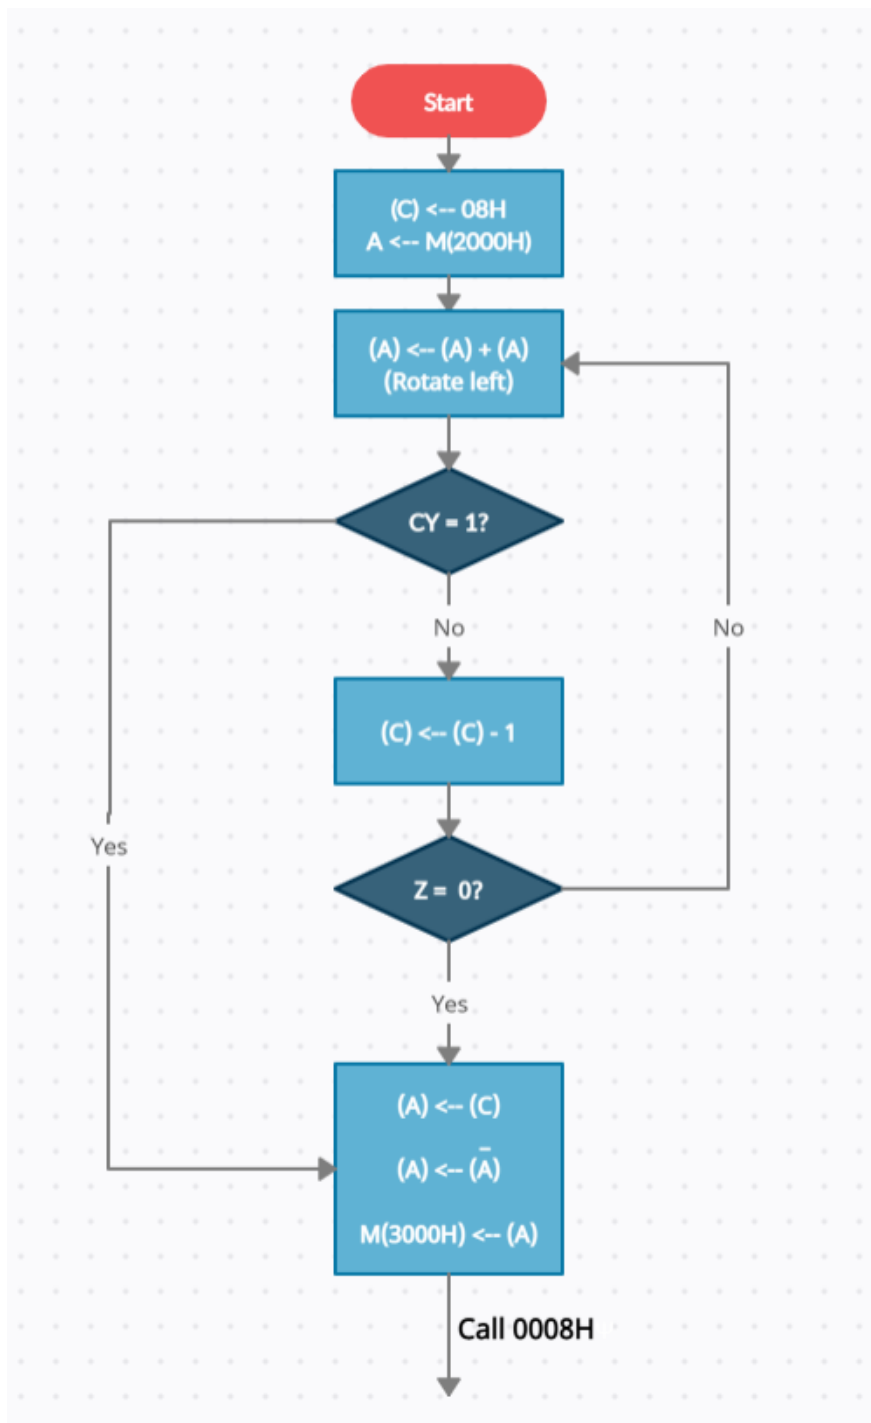 Start
(C) <-- 08H
A <-- M(2000H)
(A) <-- (A) + (A)
(Rotate left)
CY = 1?
No
No
(C) <-- (C) - 1
Yes
Z = 0?
Yes
(A) <-- (C)
(A) <-- (A̅)
M(3000H) <-- (A)
Call 0008H